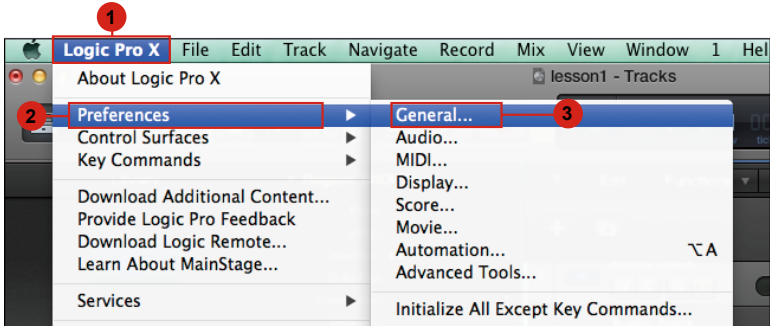 1
Logic Pro X File Edit Track Navigate Record Mix View Window 1 Hel
lesson1 - Tracks
About Logic Pro X
2
Preferences
Control Surfaces
Key Commands
Download Additional Content...
Provide Logic Pro Feedback
Download Logic Remote...
Learn About MainStage...
Services
General...
3
Audio...
MIDI...
Display...
Score...
Movie...
Automation... ⌥A
Advanced Tools...
Initialize All Except Key Commands...